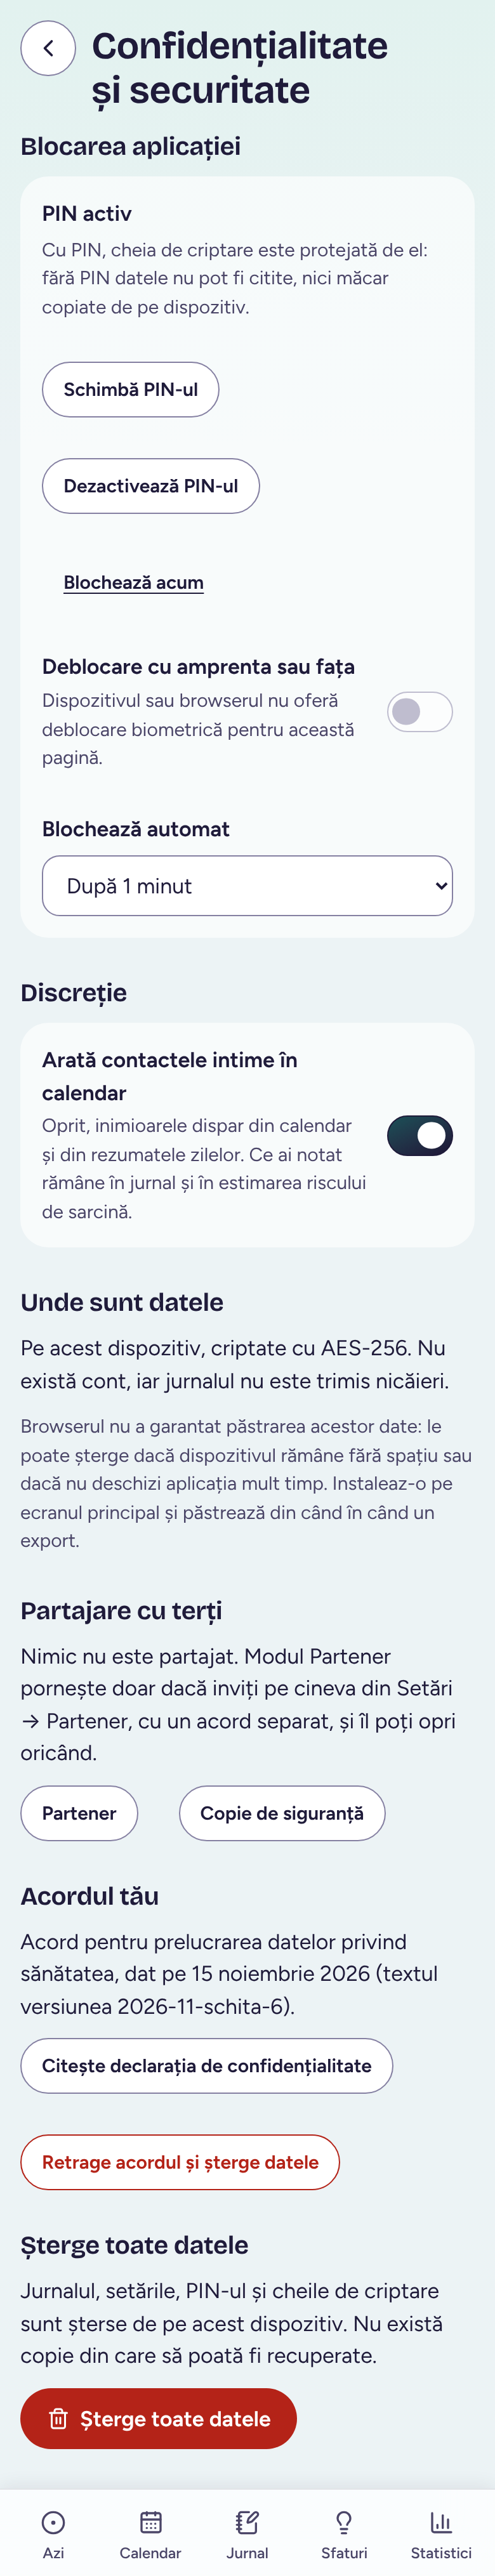 Confidențialitate
și securitate
Blocarea aplicației
PIN activ
Cu PIN, cheia de criptare este protejată de el:
fără PIN datele nu pot fi citite, nici măcar
copiate de pe dispozitiv.
Schimbă PIN-ul
Dezactivează PIN-ul
Blochează acum
Deblocare cu amprenta sau fața
Dispozitivul sau browserul nu oferă
deblocare biometrică pentru această
pagină.
Blochează automat
După 1 minut
Discreție
Arată contactele intime în
calendar
Oprit, inimioarele dispar din calendar
și din rezumatele zilelor. Ce ai notat
rămâne în jurnal și în estimarea riscului
de sarcină.
Unde sunt datele
Pe acest dispozitiv, criptate cu AES-256. Nu
există cont, iar jurnalul nu este trimis nicăieri.
Browserul nu a garantat păstrarea acestor date: le
poate șterge dacă dispozitivul rămâne fără spațiu sau
dacă nu deschizi aplicația mult timp. Instaleaz-o pe
ecranul principal și păstrează din când în când un
export.
Partajare cu terți
Nimic nu este partajat. Modul Partener
pornește doar dacă inviți pe cineva din Setări
→ Partener, cu un acord separat, și îl poți opri
oricând.
Partener
Copie de siguranță
Acordul tău
Acord pentru prelucrarea datelor privind
sănătatea, dat pe 15 noiembrie 2026 (textul
versiunea 2026-11-schita-6).
Citește declarația de confidențialitate
Retrage acordul și șterge datele
Șterge toate datele
Jurnalul, setările, PIN-ul și cheile de criptare
sunt șterse de pe acest dispozitiv. Nu există
copie din care să poată fi recuperate.
Șterge toate datele
Azi
Calendar
Jurnal
Sfaturi
Statistici